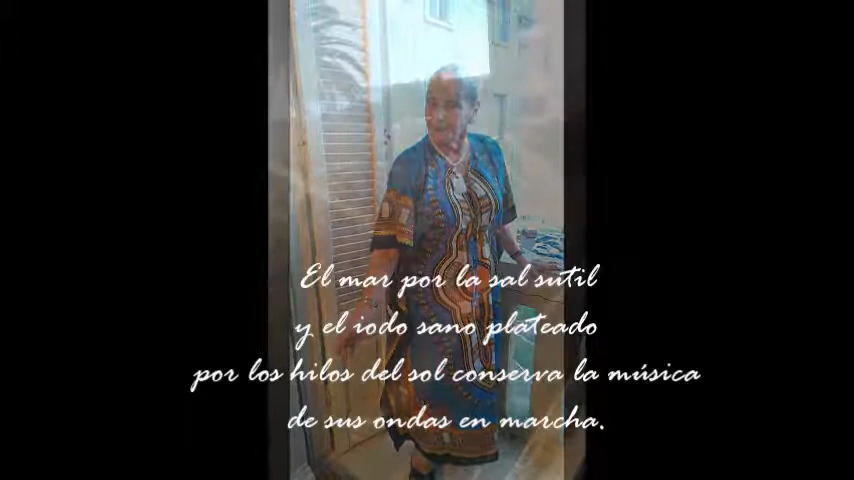 El mar por la sal sutil
y el iodo sano plateado
por los hilos del sol conserva la música
de sus ondas en marcha.